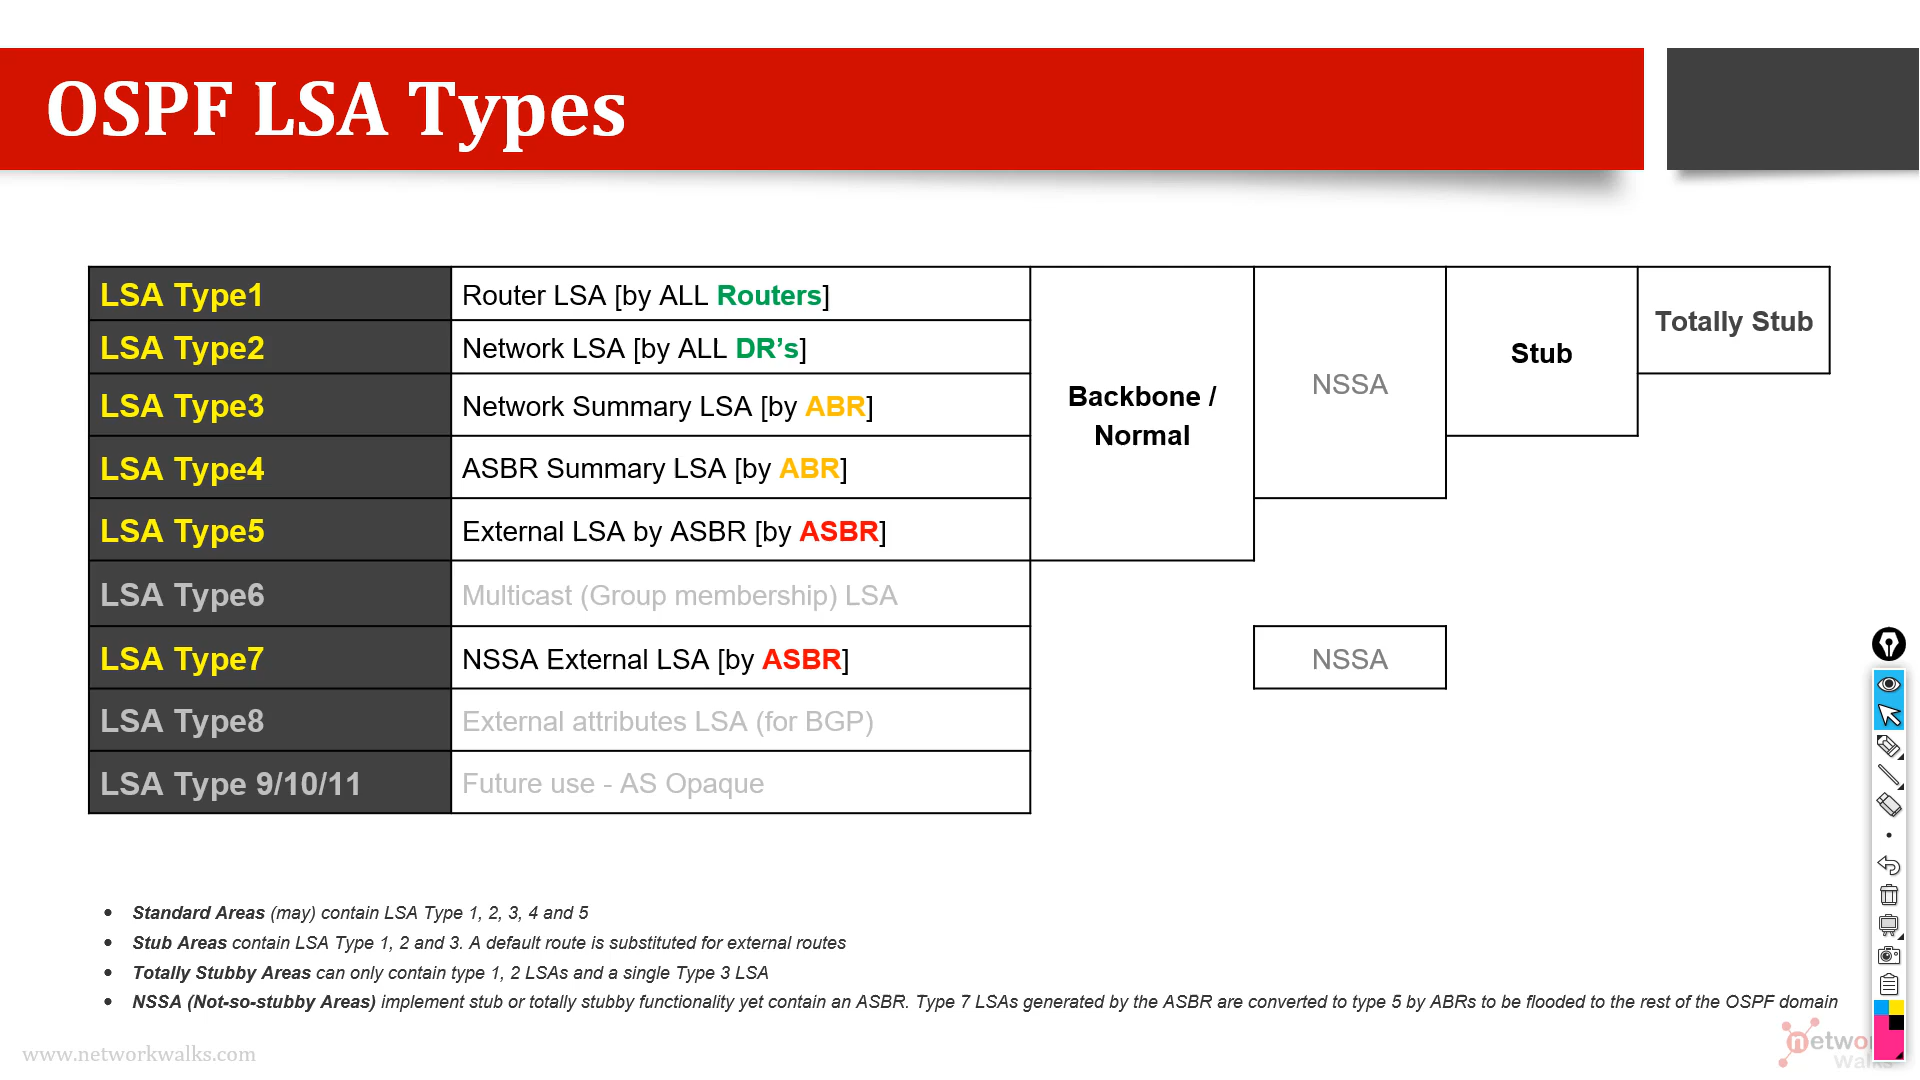 OSPF LSA Types
LSA Type1 Router LSA [by ALL Routers]
LSA Type2 Network LSA [by ALL DR’s]
LSA Type3 Network Summary LSA [by ABR]
LSA Type4 ASBR Summary LSA [by ABR]
LSA Type5 External LSA by ASBR [by ASBR]
LSA Type6 Multicast (Group membership) LSA
LSA Type7 NSSA External LSA [by ASBR]
LSA Type8 External attributes LSA (for BGP)
LSA Type 9/10/11 Future use - AS Opaque
Backbone /
Normal
NSSA
Stub
Totally Stub
NSSA
• Standard Areas (may) contain LSA Type 1, 2, 3, 4 and 5
• Stub Areas contain LSA Type 1, 2 and 3. A default route is substituted for external routes
• Totally Stubby Areas can only contain type 1, 2 LSAs and a single Type 3 LSA
• NSSA (Not-so-stubby Areas) implement stub or totally stubby functionality yet contain an ASBR. Type 7 LSAs generated by the ASBR are converted to type 5 by ABRs to be flooded to the rest of the OSPF domain
www.networkwalks.com